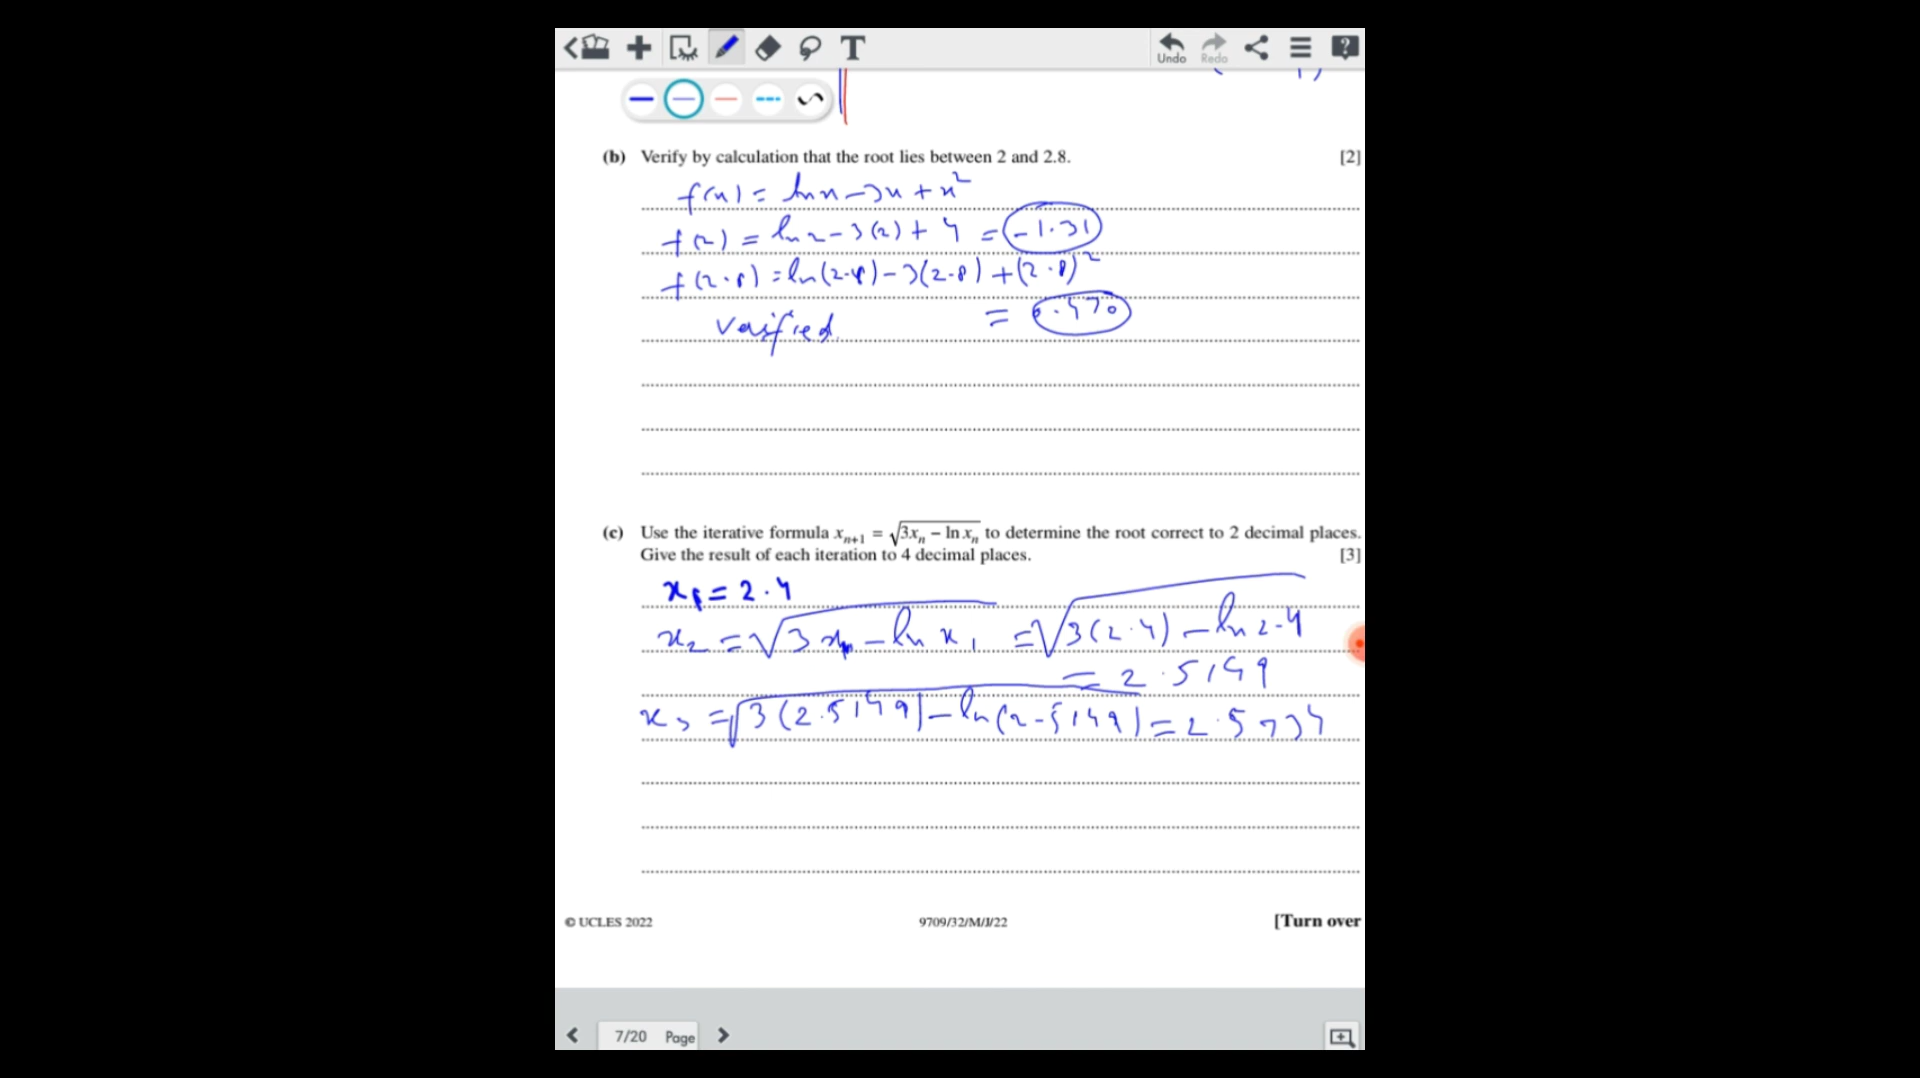 Undo Redo
(b) Verify by calculation that the root lies between 2 and 2.8. [2]
f(x) = ln x - 3x + x²
f(2) = ln 2 - 3(2) + 4 = -1.31
f(2.8) = ln(2.8) - 3(2.8) + (2.8)²
= 0.470
Verified.
(c) Use the iterative formula xₙ₊₁ = √(3xₙ − ln xₙ) to determine the root correct to 2 decimal places.
Give the result of each iteration to 4 decimal places. [3]
x₁ = 2.4
x₂ = √(3x₁ - ln x₁) = √(3(2.4) - ln 2.4)
= 2.5149
x₃ = √(3(2.5149) - ln(2.5149)) = 2.5734
© UCLES 2022 9709/32/M/J/22 [Turn over
7/20 Page